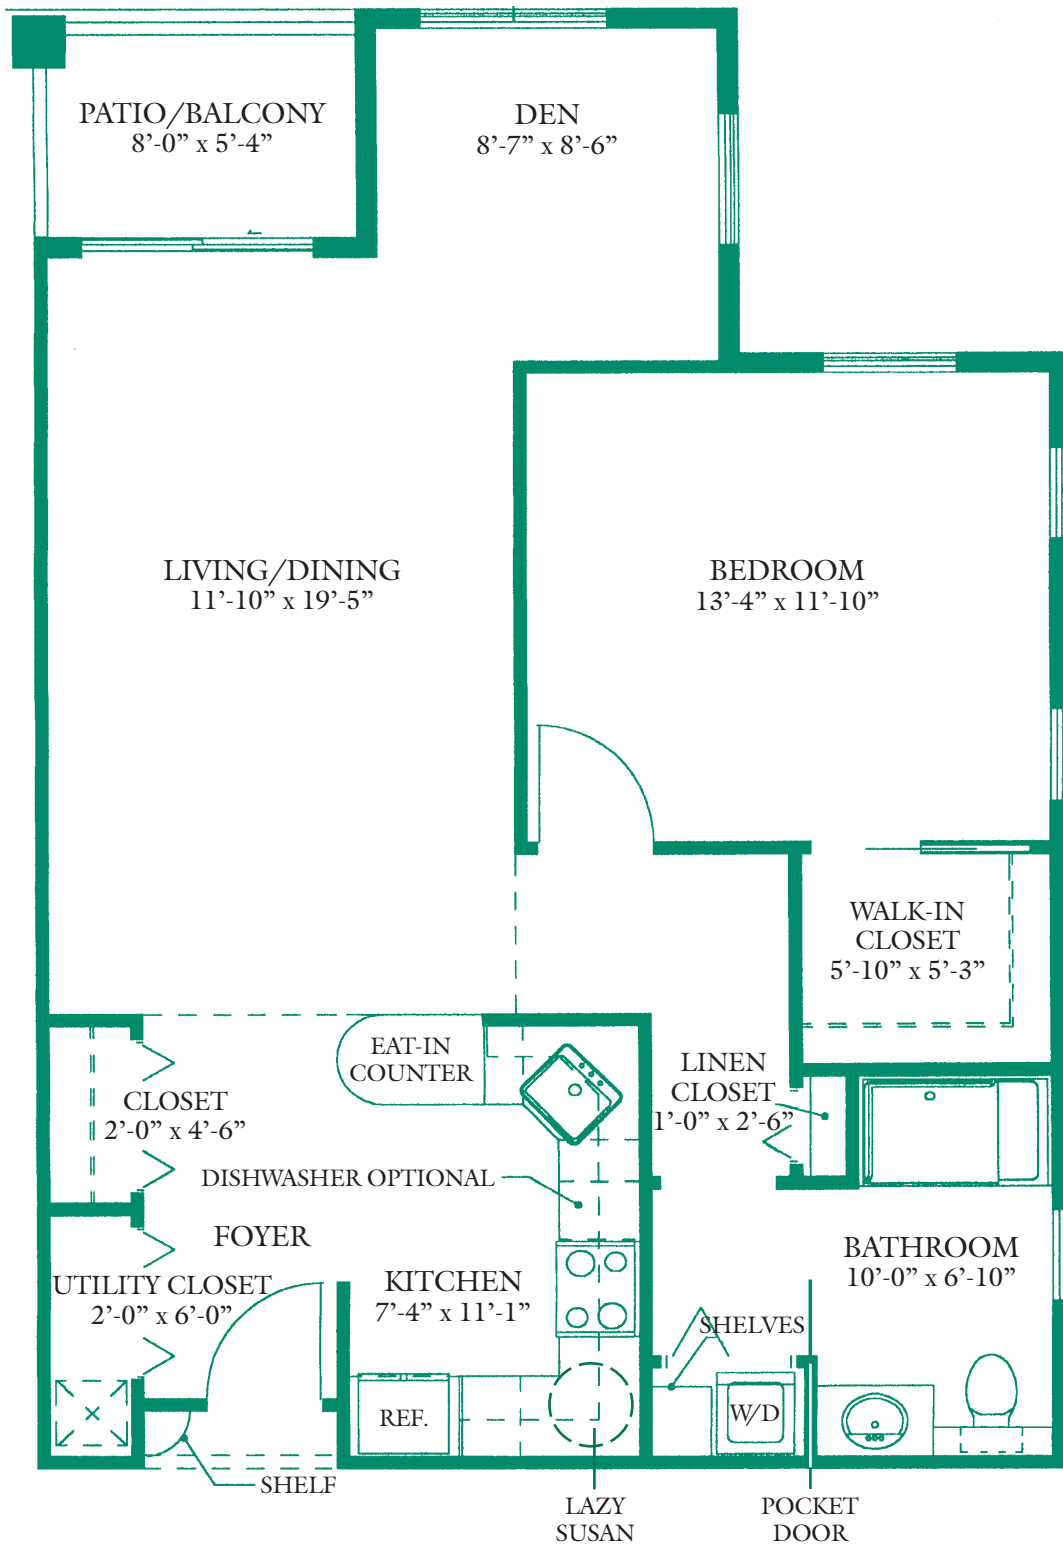 PATIO/BALCONY
8’-0” x 5’-4”
DEN
8’-7” x 8’-6”
LIVING/DINING
11’-10” x 19’-5”
BEDROOM
13’-4” x 11’-10”
WALK-IN
CLOSET
5’-10” x 5’-3”
EAT-IN
COUNTER
LINEN
CLOSET
1’-0” x 2’-6”
CLOSET
2’-0” x 4’-6”
DISHWASHER OPTIONAL
FOYER
BATHROOM
10’-0” x 6’-10”
UTILITY CLOSET
2’-0” x 6’-0”
KITCHEN
7’-4” x 11’-1”
SHELVES
REF.
W/D
SHELF
LAZY
SUSAN
POCKET
DOOR